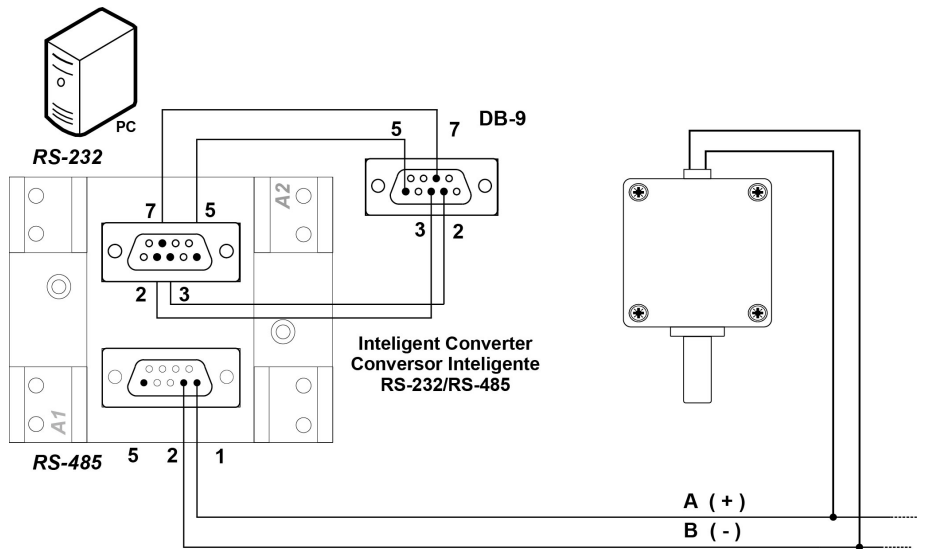 PC
RS-232
5 7 DB-9
A2
7 5
3 2
2 3
Inteligent Converter
Conversor Inteligente
RS-232/RS-485
A1
RS-485 5 2 1
A (+)
B (-)